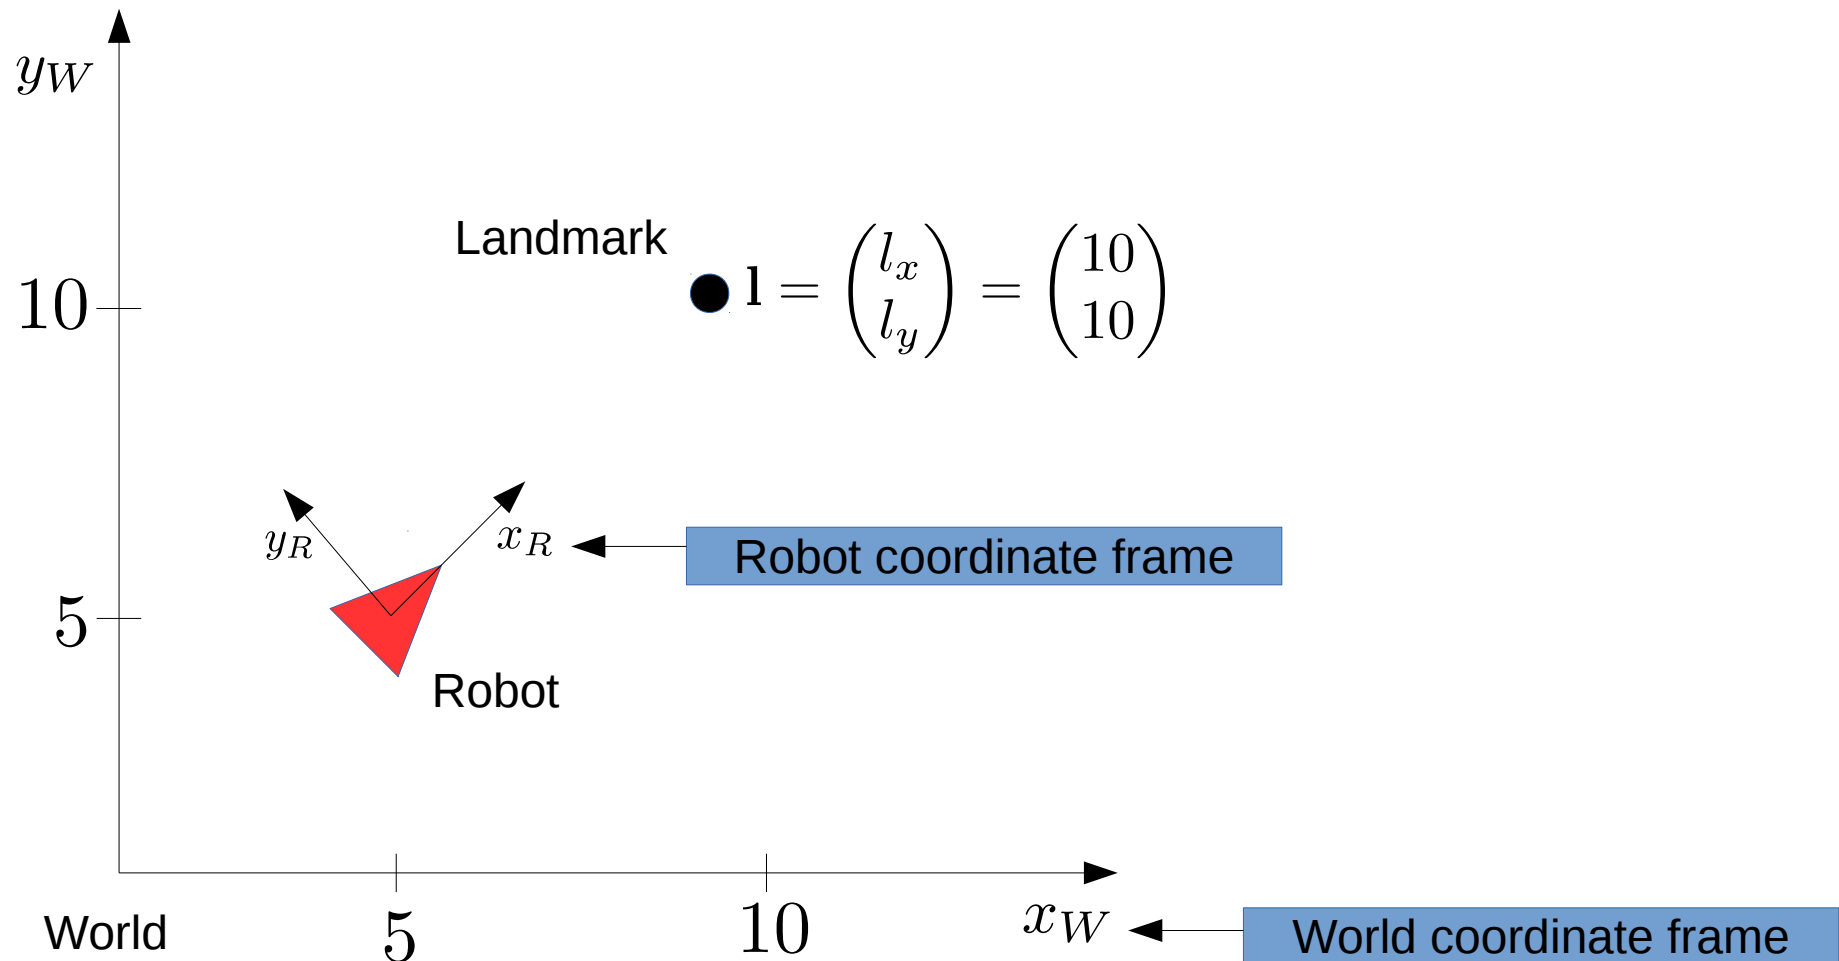 y_W
Landmark
l = (l_x l_y) = (10 10)
10
y_R
x_R
Robot coordinate frame
5
Robot
World
5
10
x_W
World coordinate frame